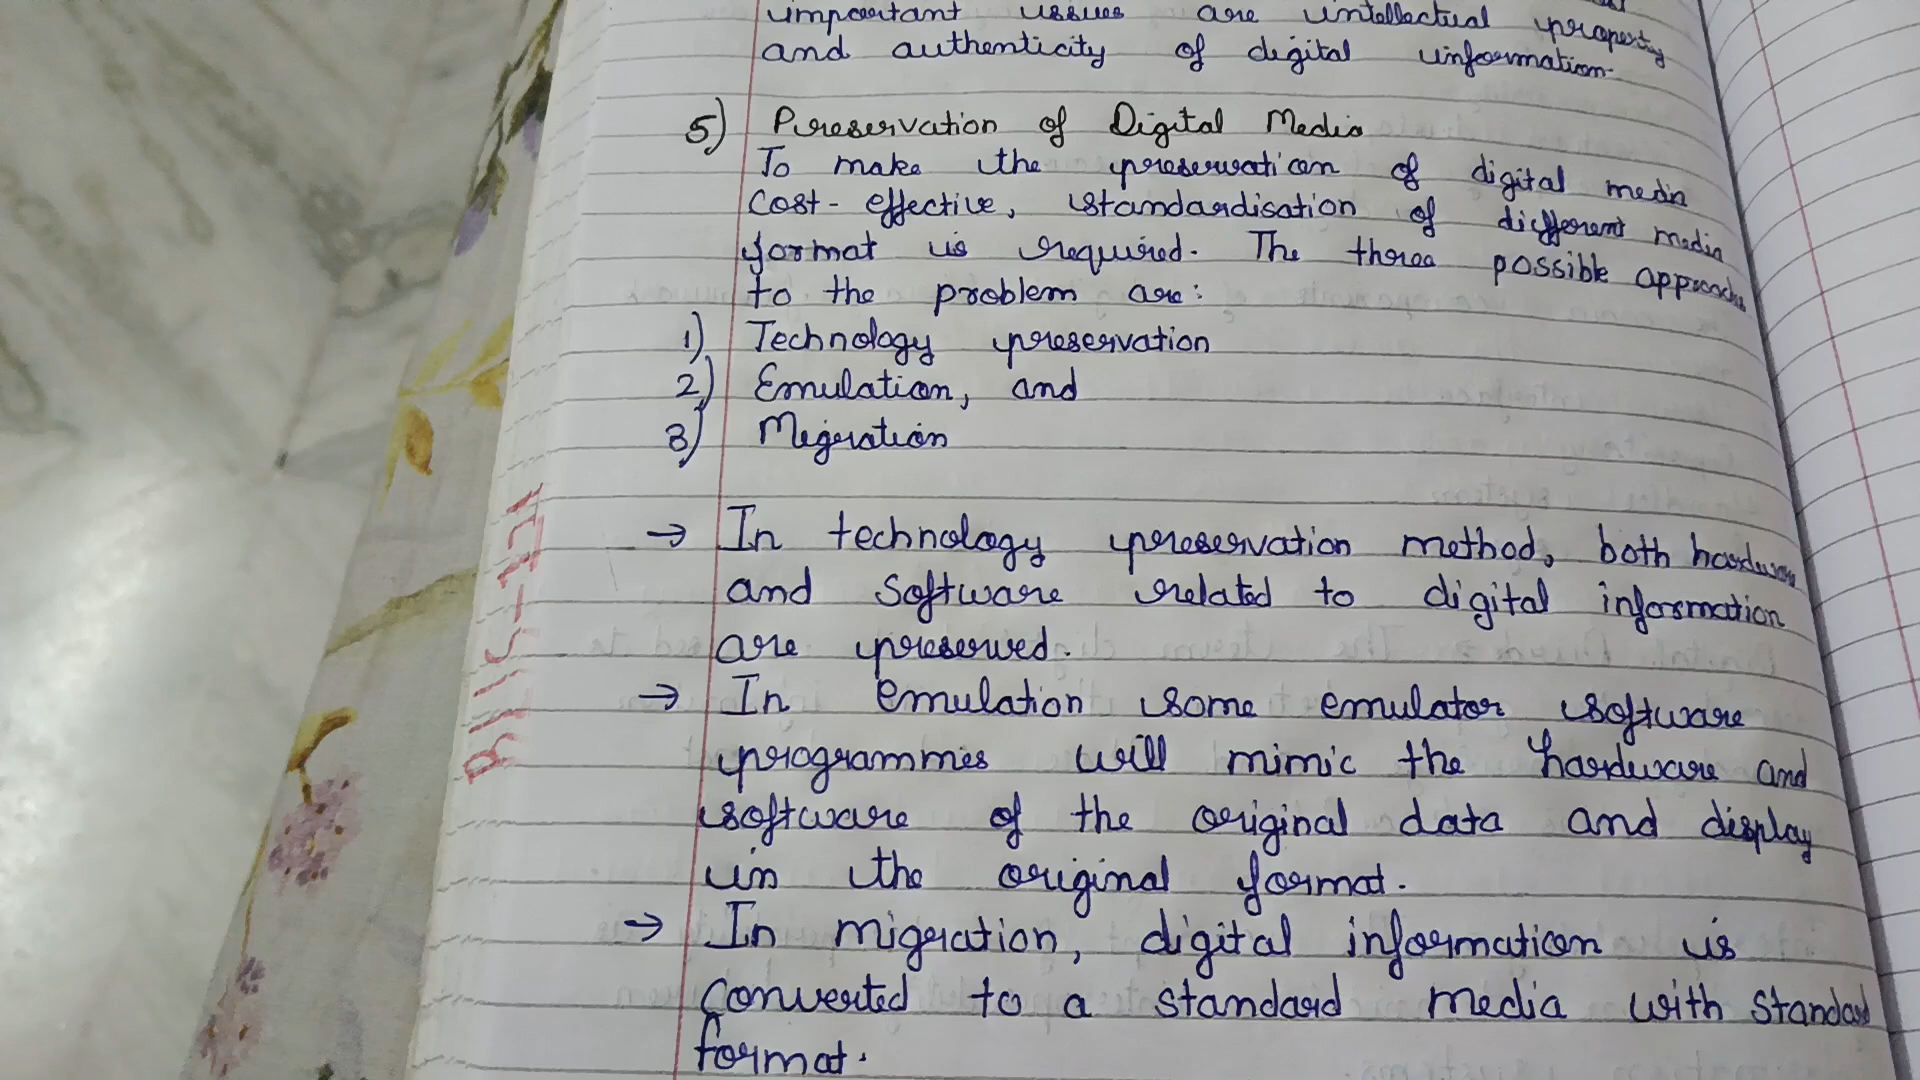 important issues are intellectual property
and authenticity of digital information.
5) Preservation of Digital Media
To make the preservation of digital media
cost-effective, standardisation of different media
format is required. The three possible approaches
to the problem are:
1) Technology preservation
2) Emulation, and
3) Migration
→ In technology preservation method, both hardware
and software related to digital information
are preserved.
→ In emulation some emulator software
programmes will mimic the hardware and
software of the original data and display
in the original format.
→ In migration, digital information is
converted to a standard media with standard
format.